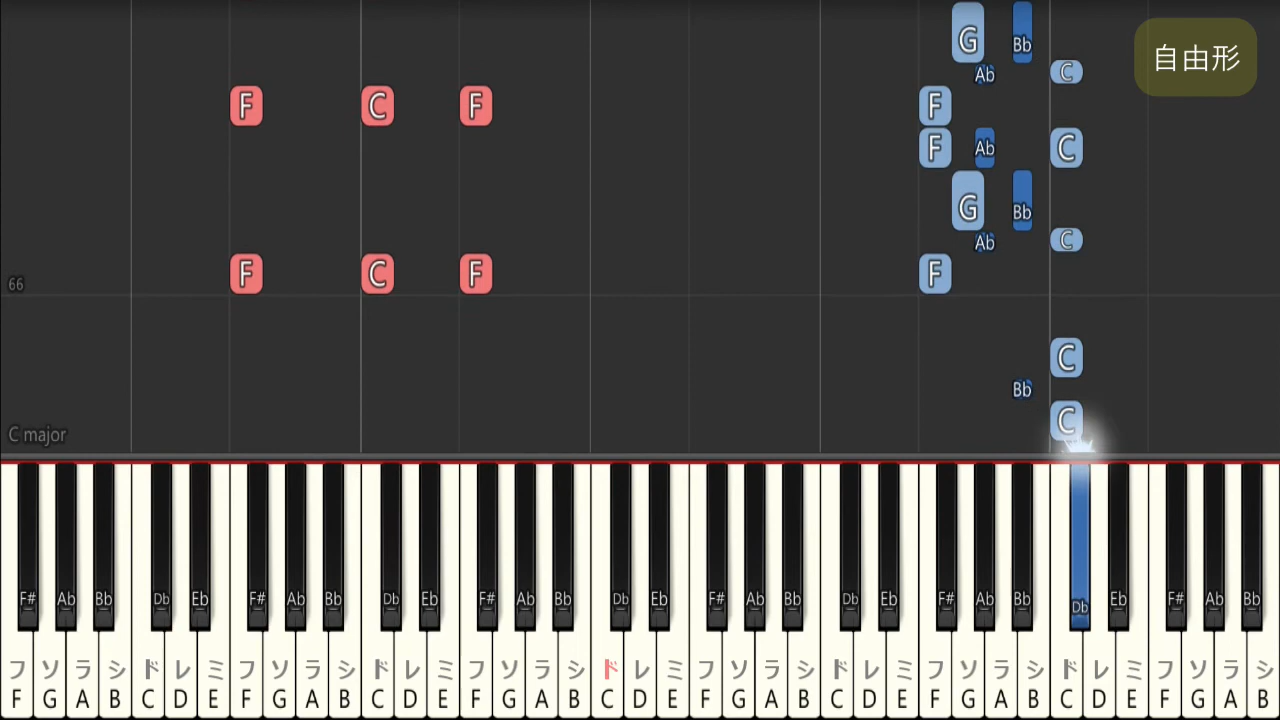 G Bb
自由形
Ab C
F C F F
F Ab C
G Bb
Ab C
F C F F
66
C
Bb
C
C major
F# Ab Bb Db Eb F# Ab Bb Db Eb F# Ab Bb Db Eb F# Ab Bb Db Eb F# Ab Bb Db Eb F# Ab Bb
フ ソ ラ シ ド レ ミ フ ソ ラ シ ド レ ミ フ ソ ラ シ ド レ ミ フ ソ ラ シ ド レ ミ フ ソ ラ シ ド レ ミ フ ソ ラ シ
F G A B C D E F G A B C D E F G A B C D E F G A B C D E F G A B C D E F G A B